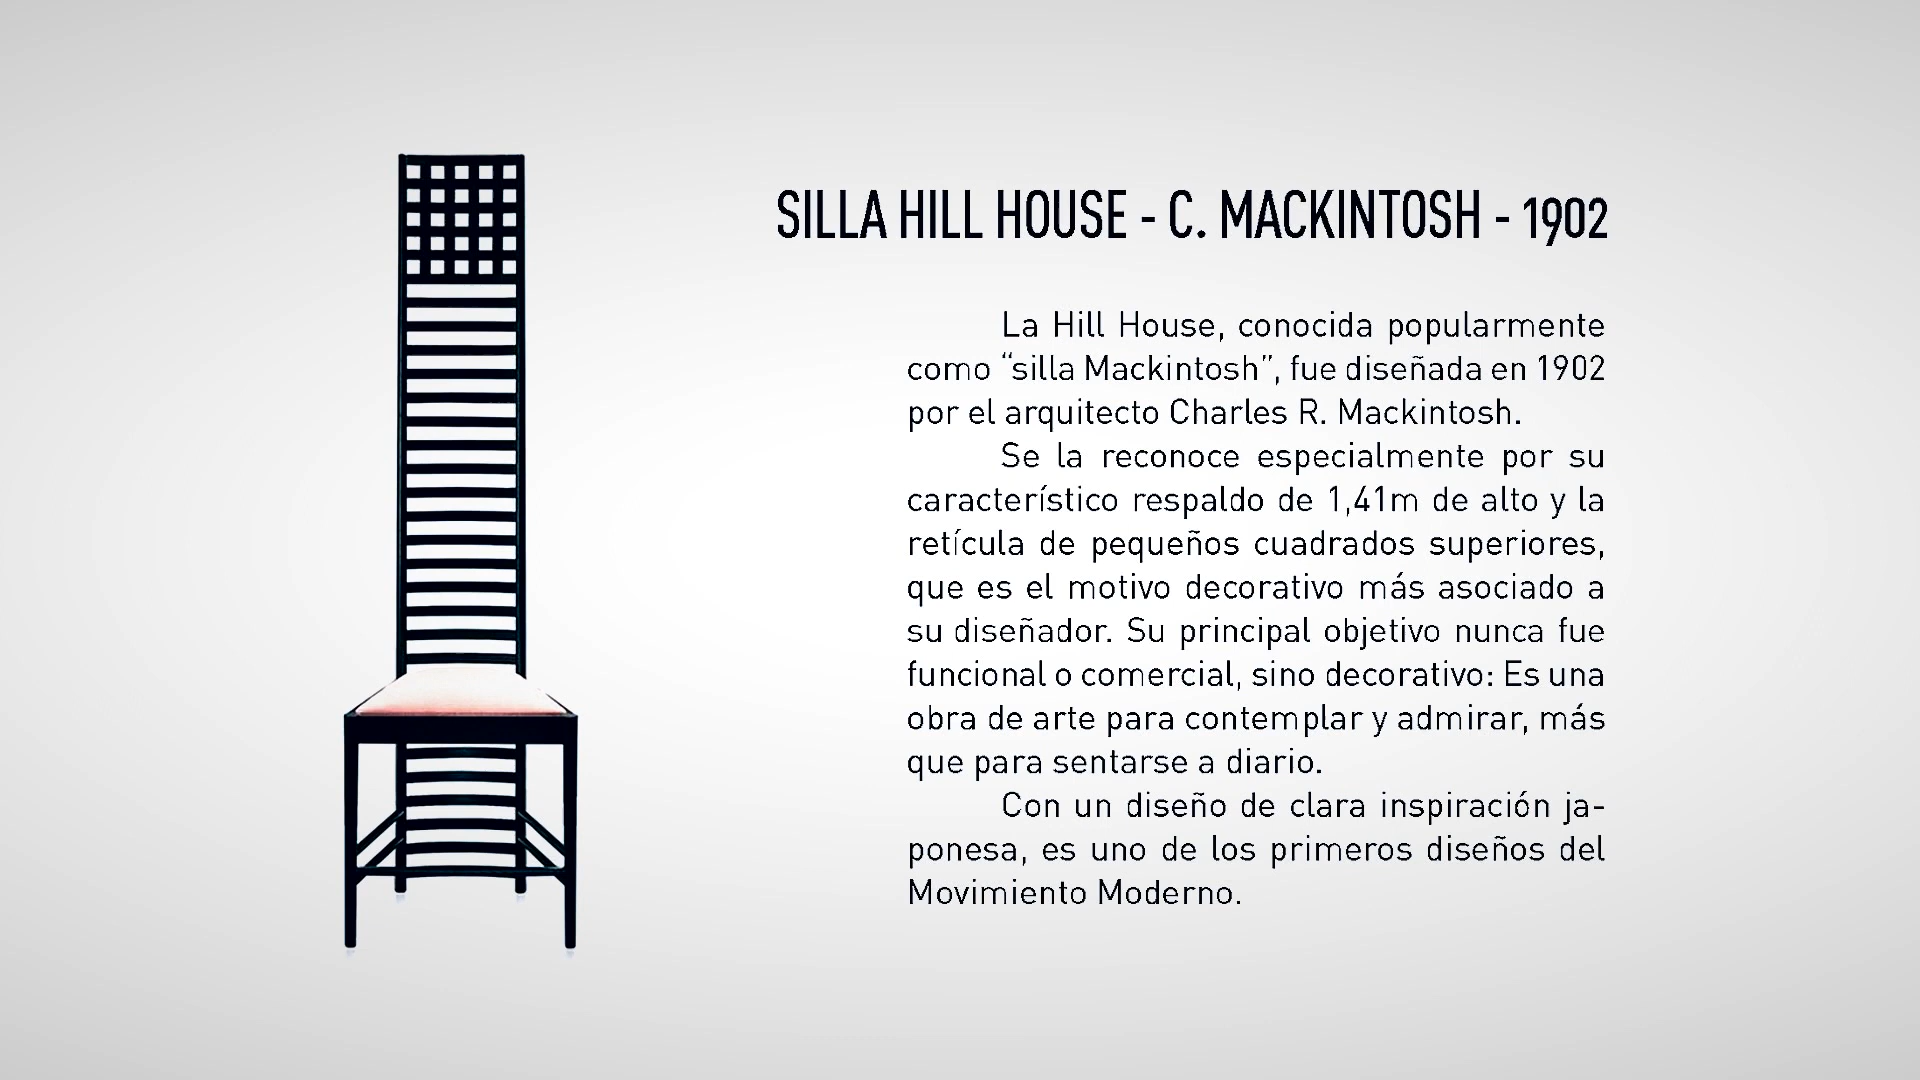 SILLA HILL HOUSE - C. MACKINTOSH - 1902
La Hill House, conocida popularmente
como “silla Mackintosh”, fue diseñada en 1902
por el arquitecto Charles R. Mackintosh.
Se la reconoce especialmente por su
característico respaldo de 1,41m de alto y la
retícula de pequeños cuadrados superiores,
que es el motivo decorativo más asociado a
su diseñador. Su principal objetivo nunca fue
funcional o comercial, sino decorativo: Es una
obra de arte para contemplar y admirar, más
que para sentarse a diario.
Con un diseño de clara inspiración ja-
ponesa, es uno de los primeros diseños del
Movimiento Moderno.